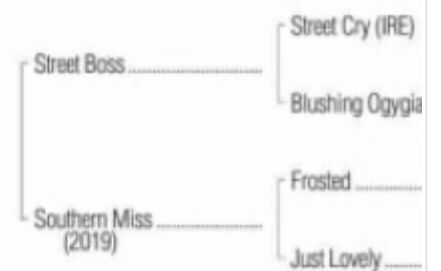 Street Cry (IRE)
Street Boss
Blushing Ogygia
Frosted
Southern Miss
(2019)
Just Lovely